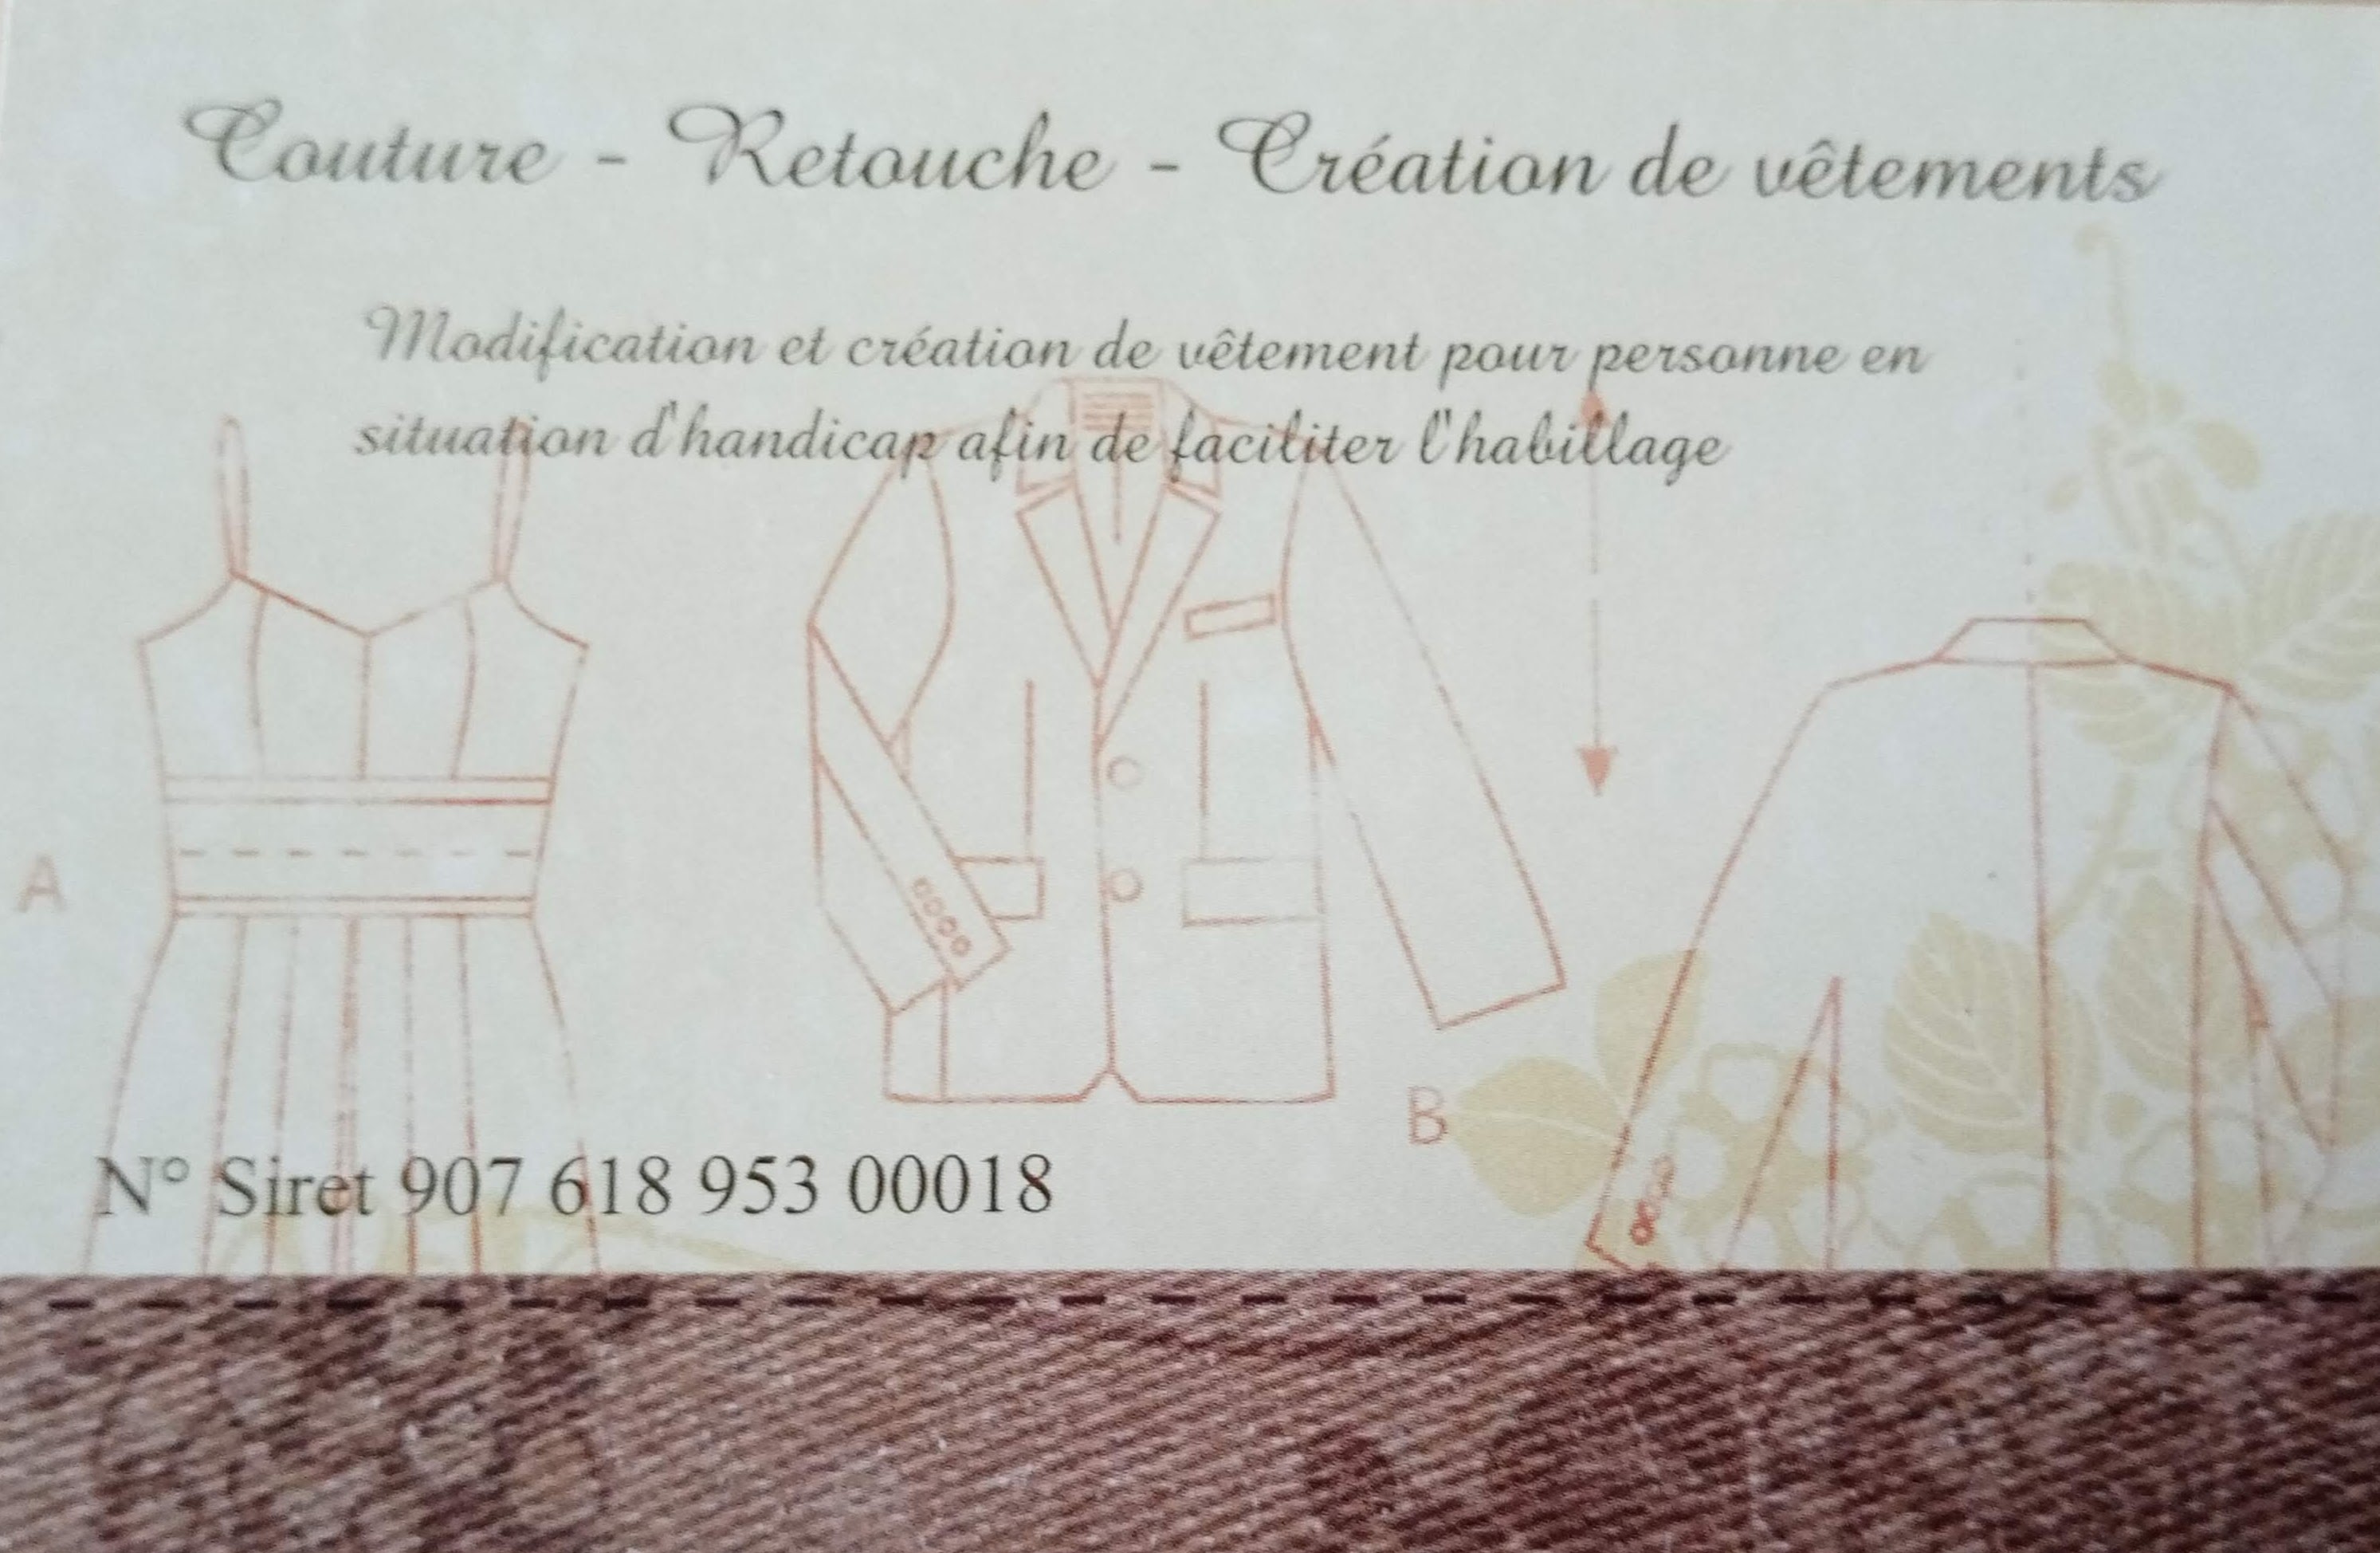 Couture - Retouche - Création de vêtements
Modification et création de vêtement pour personne en
situation d'handicap afin de faciliter l'habillage
A
B
N° Siret 907 618 953 00018